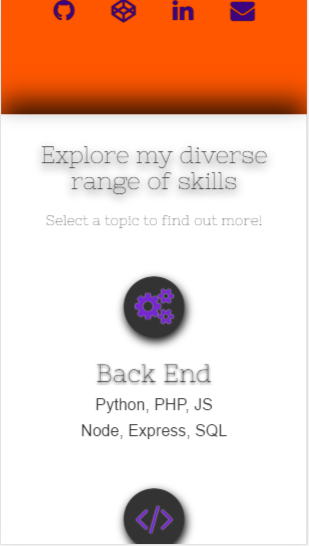 Explore my diverse
range of skills
Select a topic to find out more!
Back End
Python, PHP, JS
Node, Express, SQL